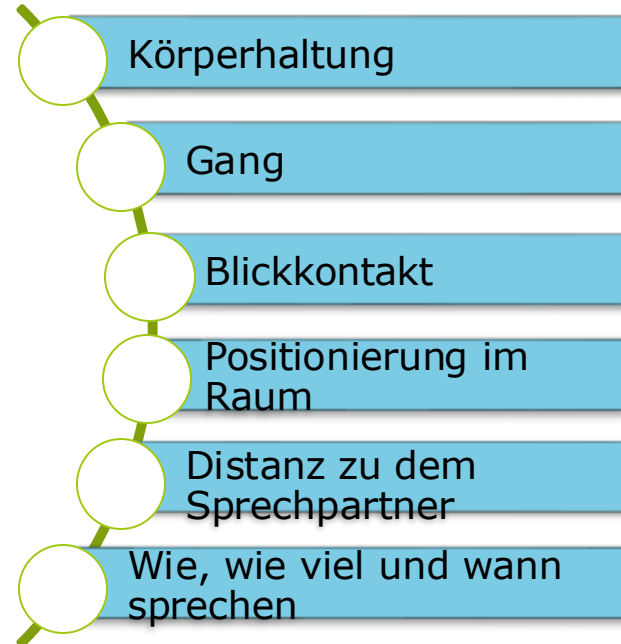 Körperhaltung
Gang
Blickkontakt
Positionierung im
Raum
Distanz zu dem
Sprechpartner
Wie, wie viel und wann
sprechen